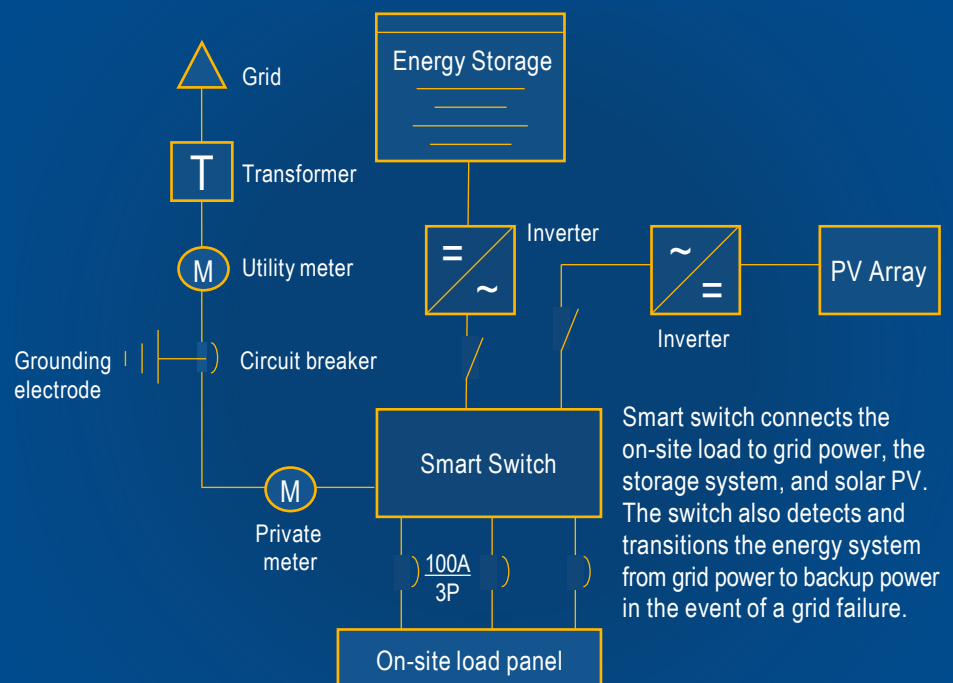 Energy Storage
Grid
T
Transformer
=
~
Inverter
~
=
PV Array
M
Utility meter
Inverter
Grounding
electrode
Circuit breaker
Smart switch connects the
on-site load to grid power, the
storage system, and solar PV.
The switch also detects and
transitions the energy system
from grid power to backup power
in the event of a grid failure.
Smart Switch
M
Private
meter
100A
3P
On-site load panel